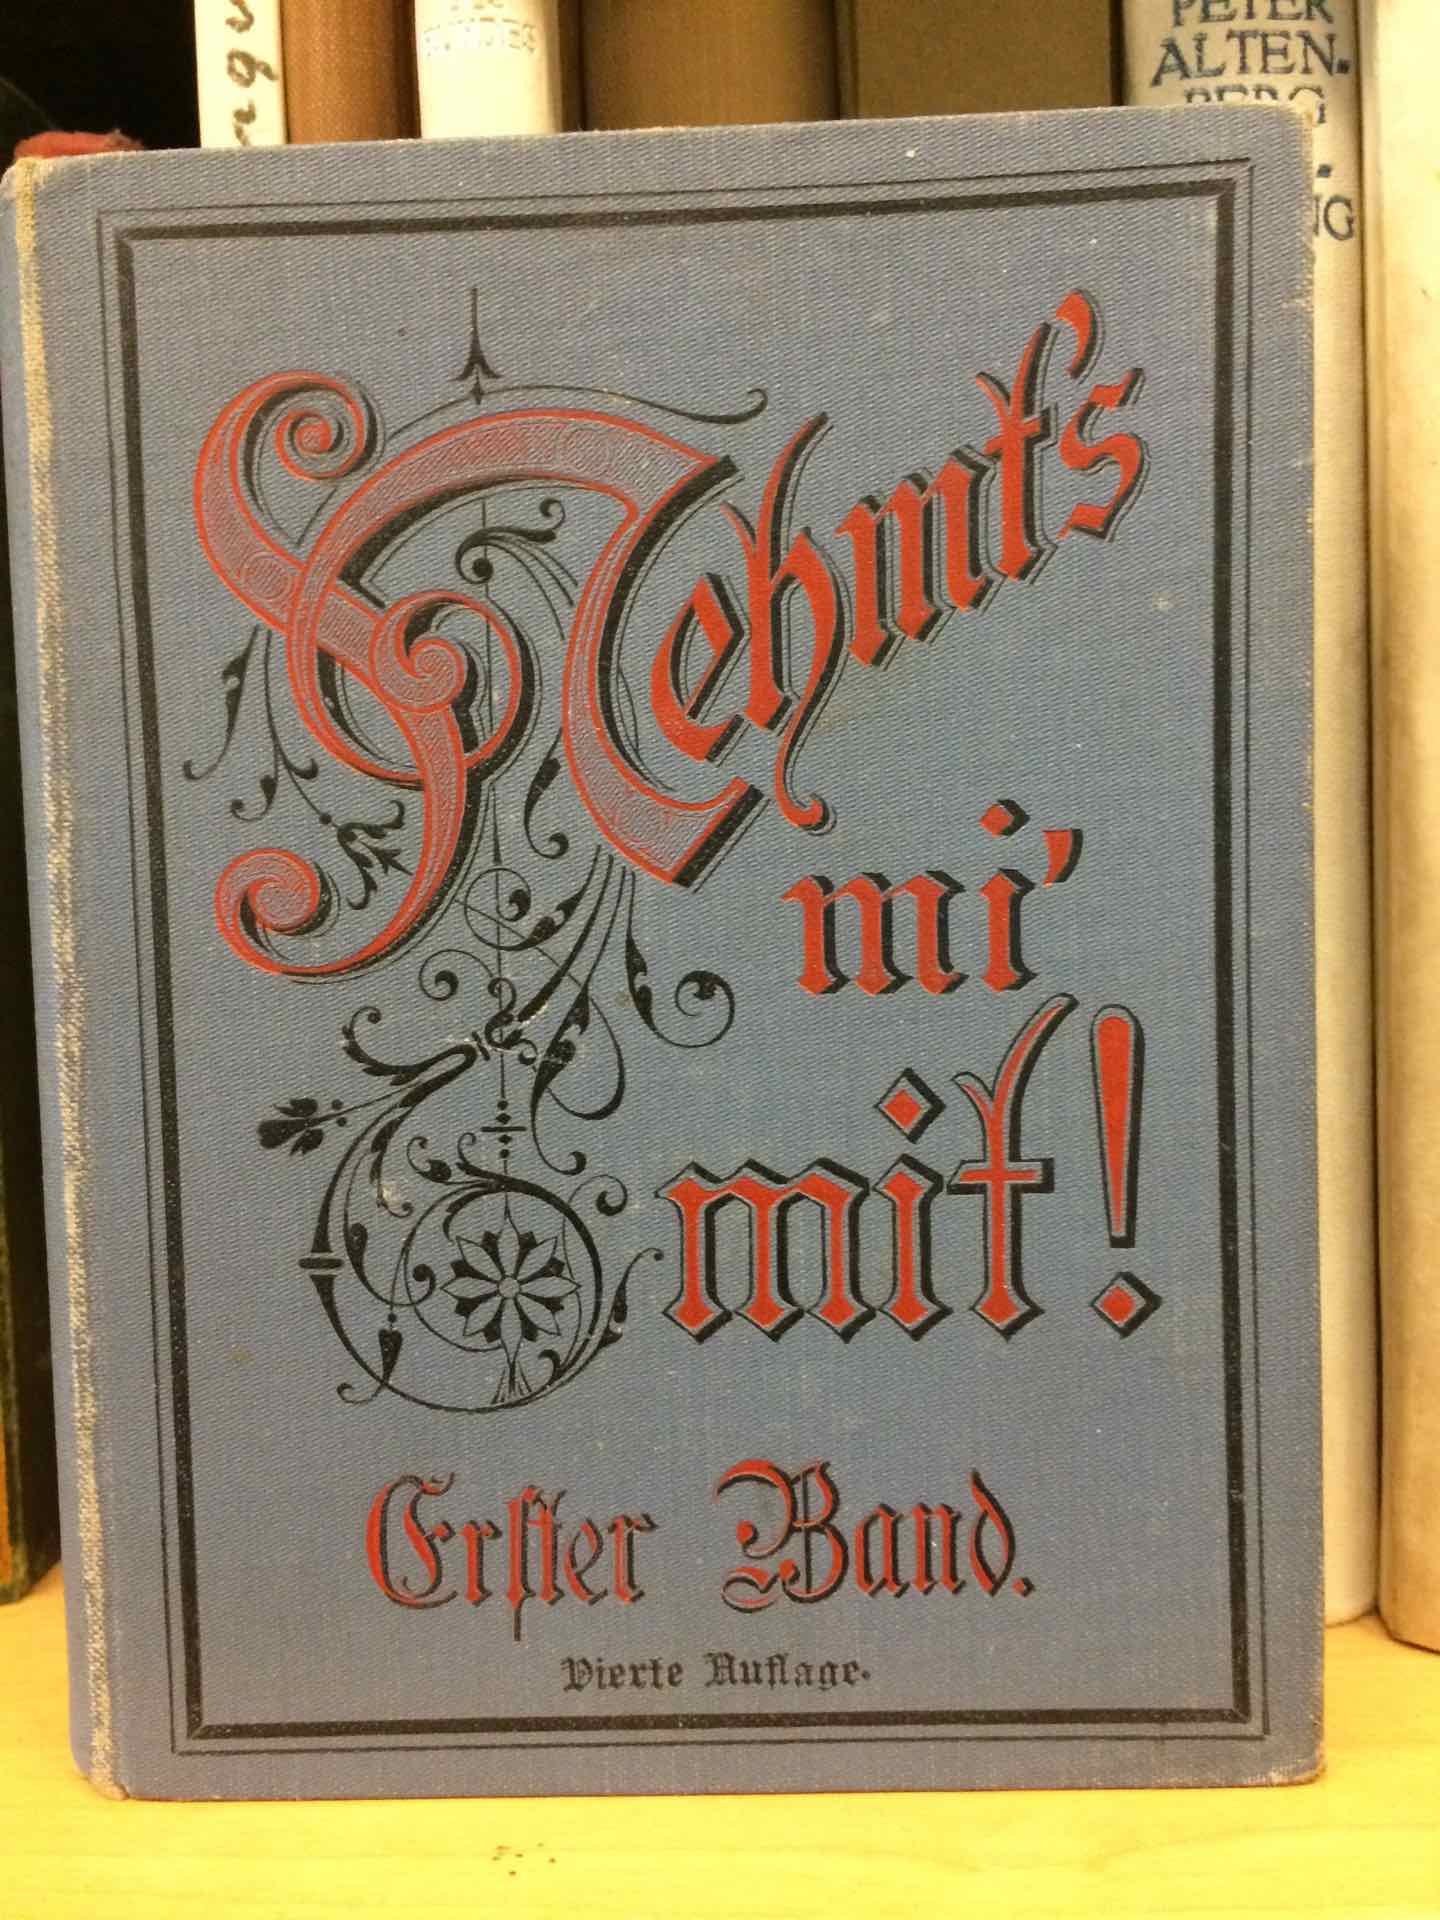 PETER
ALTEN-
BERG
Nehmt's
mi'
mit!
Erster Band.
Vierte Auflage.